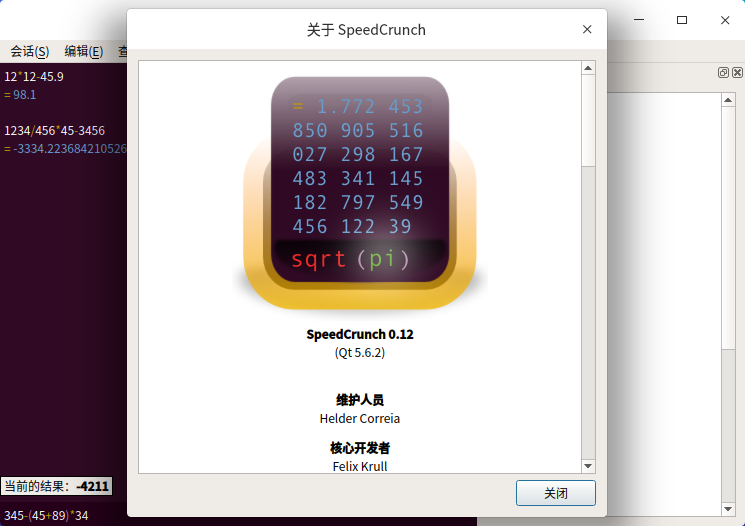 关于 SpeedCrunch
会话(S) 编辑(E) 查
12*12-45.9
= 98.1
1234/456*45-3456
= -3334.223684210526
= 1.772 453
850 905 516
027 298 167
483 341 145
182 797 549
456 122 39
sqrt(pi)
SpeedCrunch 0.12
(Qt 5.6.2)
维护人员
Helder Correia
核心开发者
Felix Krull
关闭
当前的结果：-4211
345-(45+89)*34